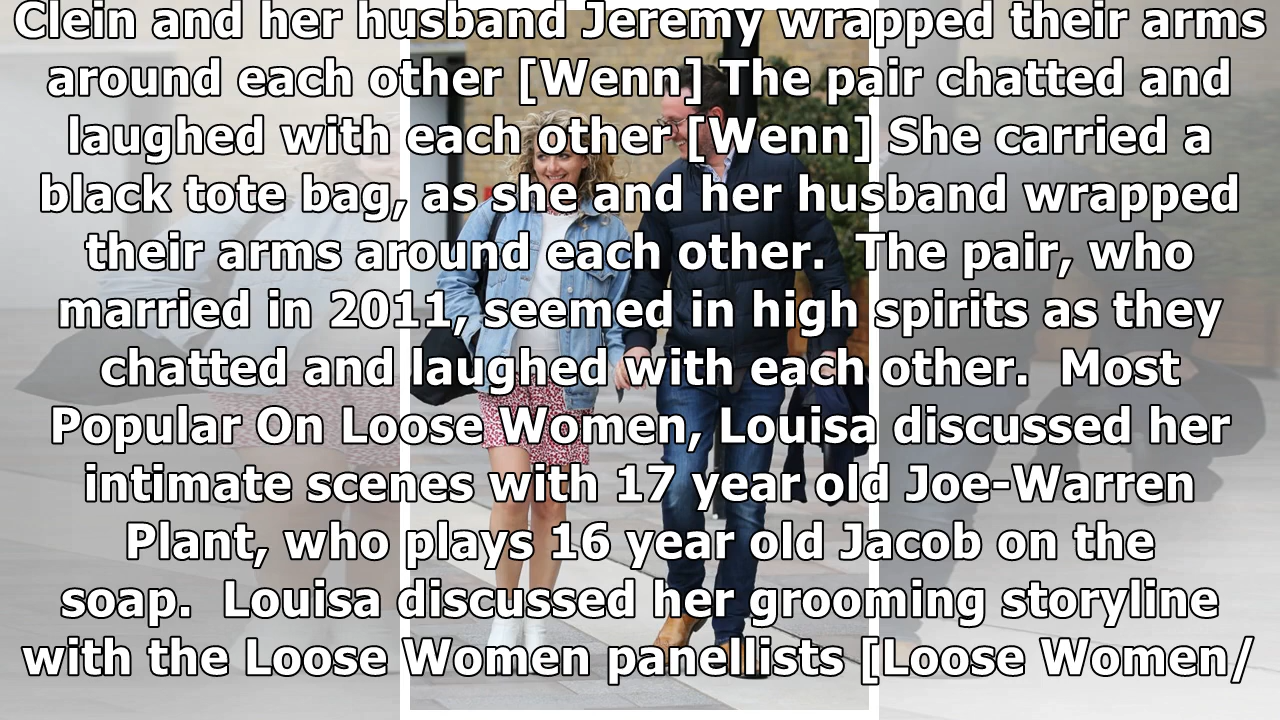 Clein and her husband Jeremy wrapped their arms
around each other [Wenn] The pair chatted and
laughed with each other [Wenn] She carried a
black tote bag, as she and her husband wrapped
their arms around each other.  The pair, who
married in 2011, seemed in high spirits as they
chatted and laughed with each other.  Most
Popular On Loose Women, Louisa discussed her
intimate scenes with 17 year old Joe-Warren
Plant, who plays 16 year old Jacob on the
soap.  Louisa discussed her grooming storyline
with the Loose Women panellists [Loose Women/